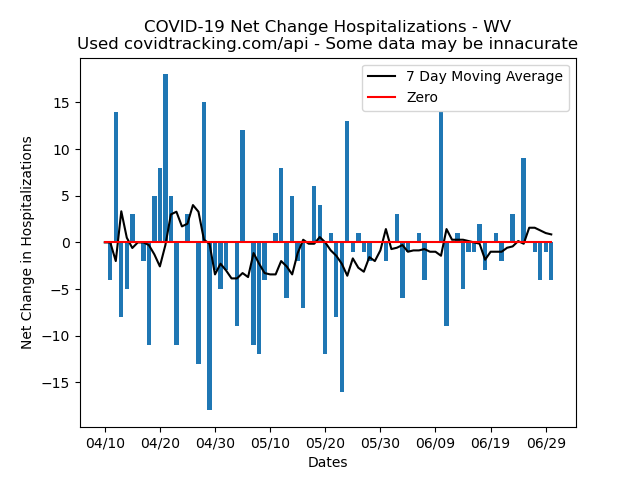 COVID-19 Net Change Hospitalizations - WV
Used covidtracking.com/api - Some data may be innacurate
7 Day Moving Average
Zero
Net Change in Hospitalizations
15
10
5
0
−5
−10
−15
04/10 04/20 04/30 05/10 05/20 05/30 06/09 06/19 06/29
Dates